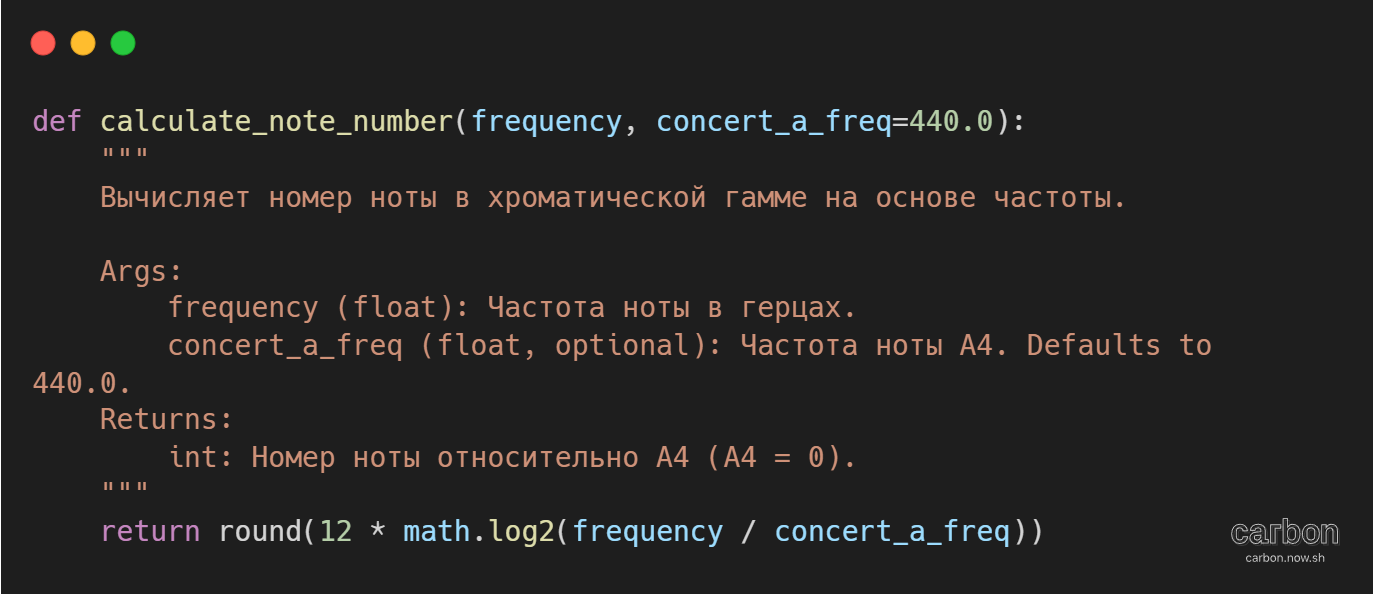 def calculate_note_number(frequency, concert_a_freq=440.0):
    """
    Вычисляет номер ноты в хроматической гамме на основе частоты.

    Args:
        frequency (float): Частота ноты в герцах.
        concert_a_freq (float, optional): Частота ноты A4. Defaults to
440.0.
    Returns:
        int: Номер ноты относительно A4 (A4 = 0).
    """
    return round(12 * math.log2(frequency / concert_a_freq))
carbon
carbon.now.sh